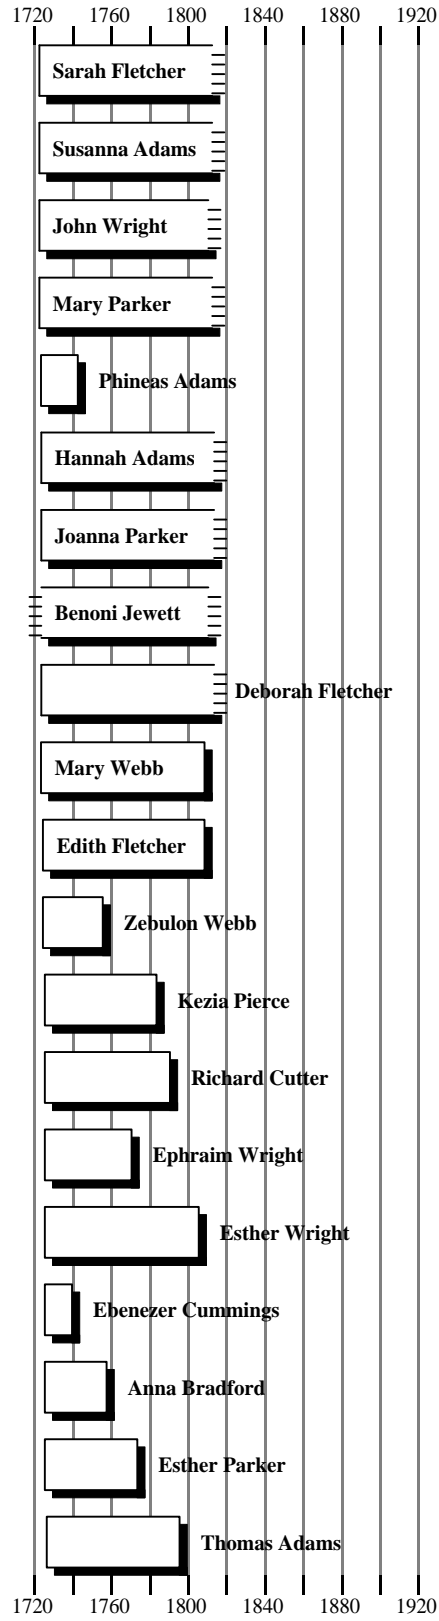 1720 1760 1800 1840 1880 1920
Sarah Fletcher
Susanna Adams
John Wright
Mary Parker
Phineas Adams
Hannah Adams
Joanna Parker
Benoni Jewett
Deborah Fletcher
Mary Webb
Edith Fletcher
Zebulon Webb
Kezia Pierce
Richard Cutter
Ephraim Wright
Esther Wright
Ebenezer Cummings
Anna Bradford
Esther Parker
Thomas Adams
1720 1760 1800 1840 1880 1920